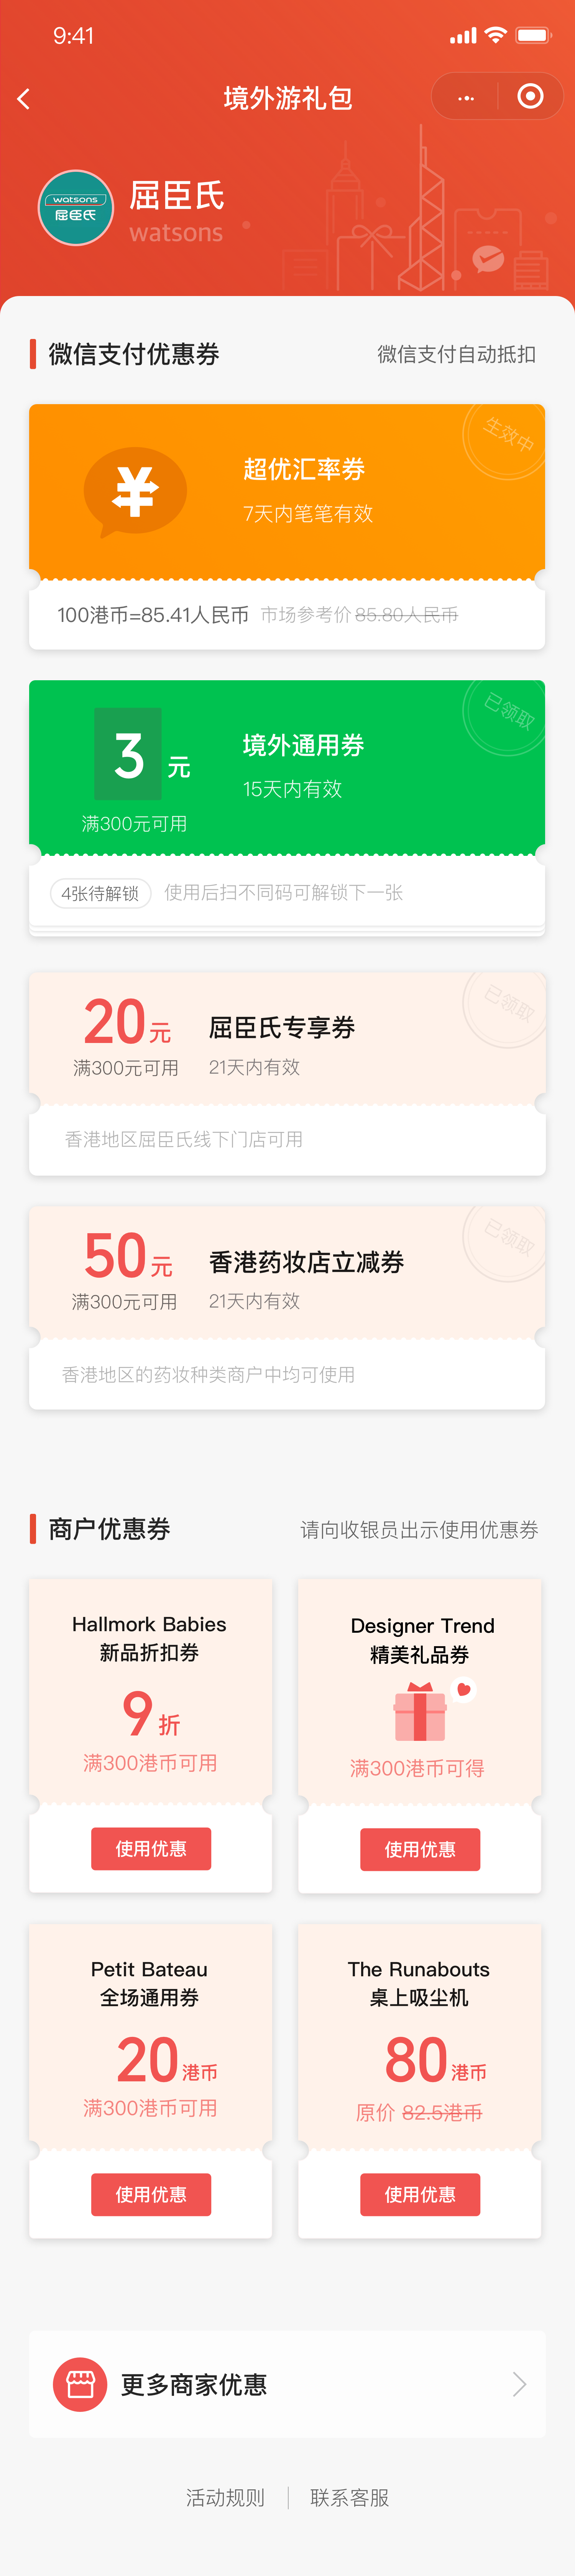 9:41
境外游礼包
watsons
屈臣氏
屈臣氏
watsons
微信支付优惠券
微信支付自动抵扣
生效中
¥
超优汇率券
7天内笔笔有效
100港币=85.41人民币 市场参考价 85.80人民币
已领取
3 元
境外通用券
15天内有效
满300元可用
4张待解锁
使用后扫不同码可解锁下一张
已领取
20 元
屈臣氏专享券
满300元可用
21天内有效
香港地区屈臣氏线下门店可用
已领取
50 元
香港药妆店立减券
满300元可用
21天内有效
香港地区的药妆种类商户中均可使用
商户优惠券
请向收银员出示使用优惠券
Hallmork Babies
新品折扣券
9 折
满300港币可用
使用优惠
Designer Trend
精美礼品券
满300港币可得
使用优惠
Petit Bateau
全场通用券
20 港币
满300港币可用
使用优惠
The Runabouts
桌上吸尘机
80 港币
原价 82.5港币
使用优惠
更多商家优惠
活动规则
联系客服